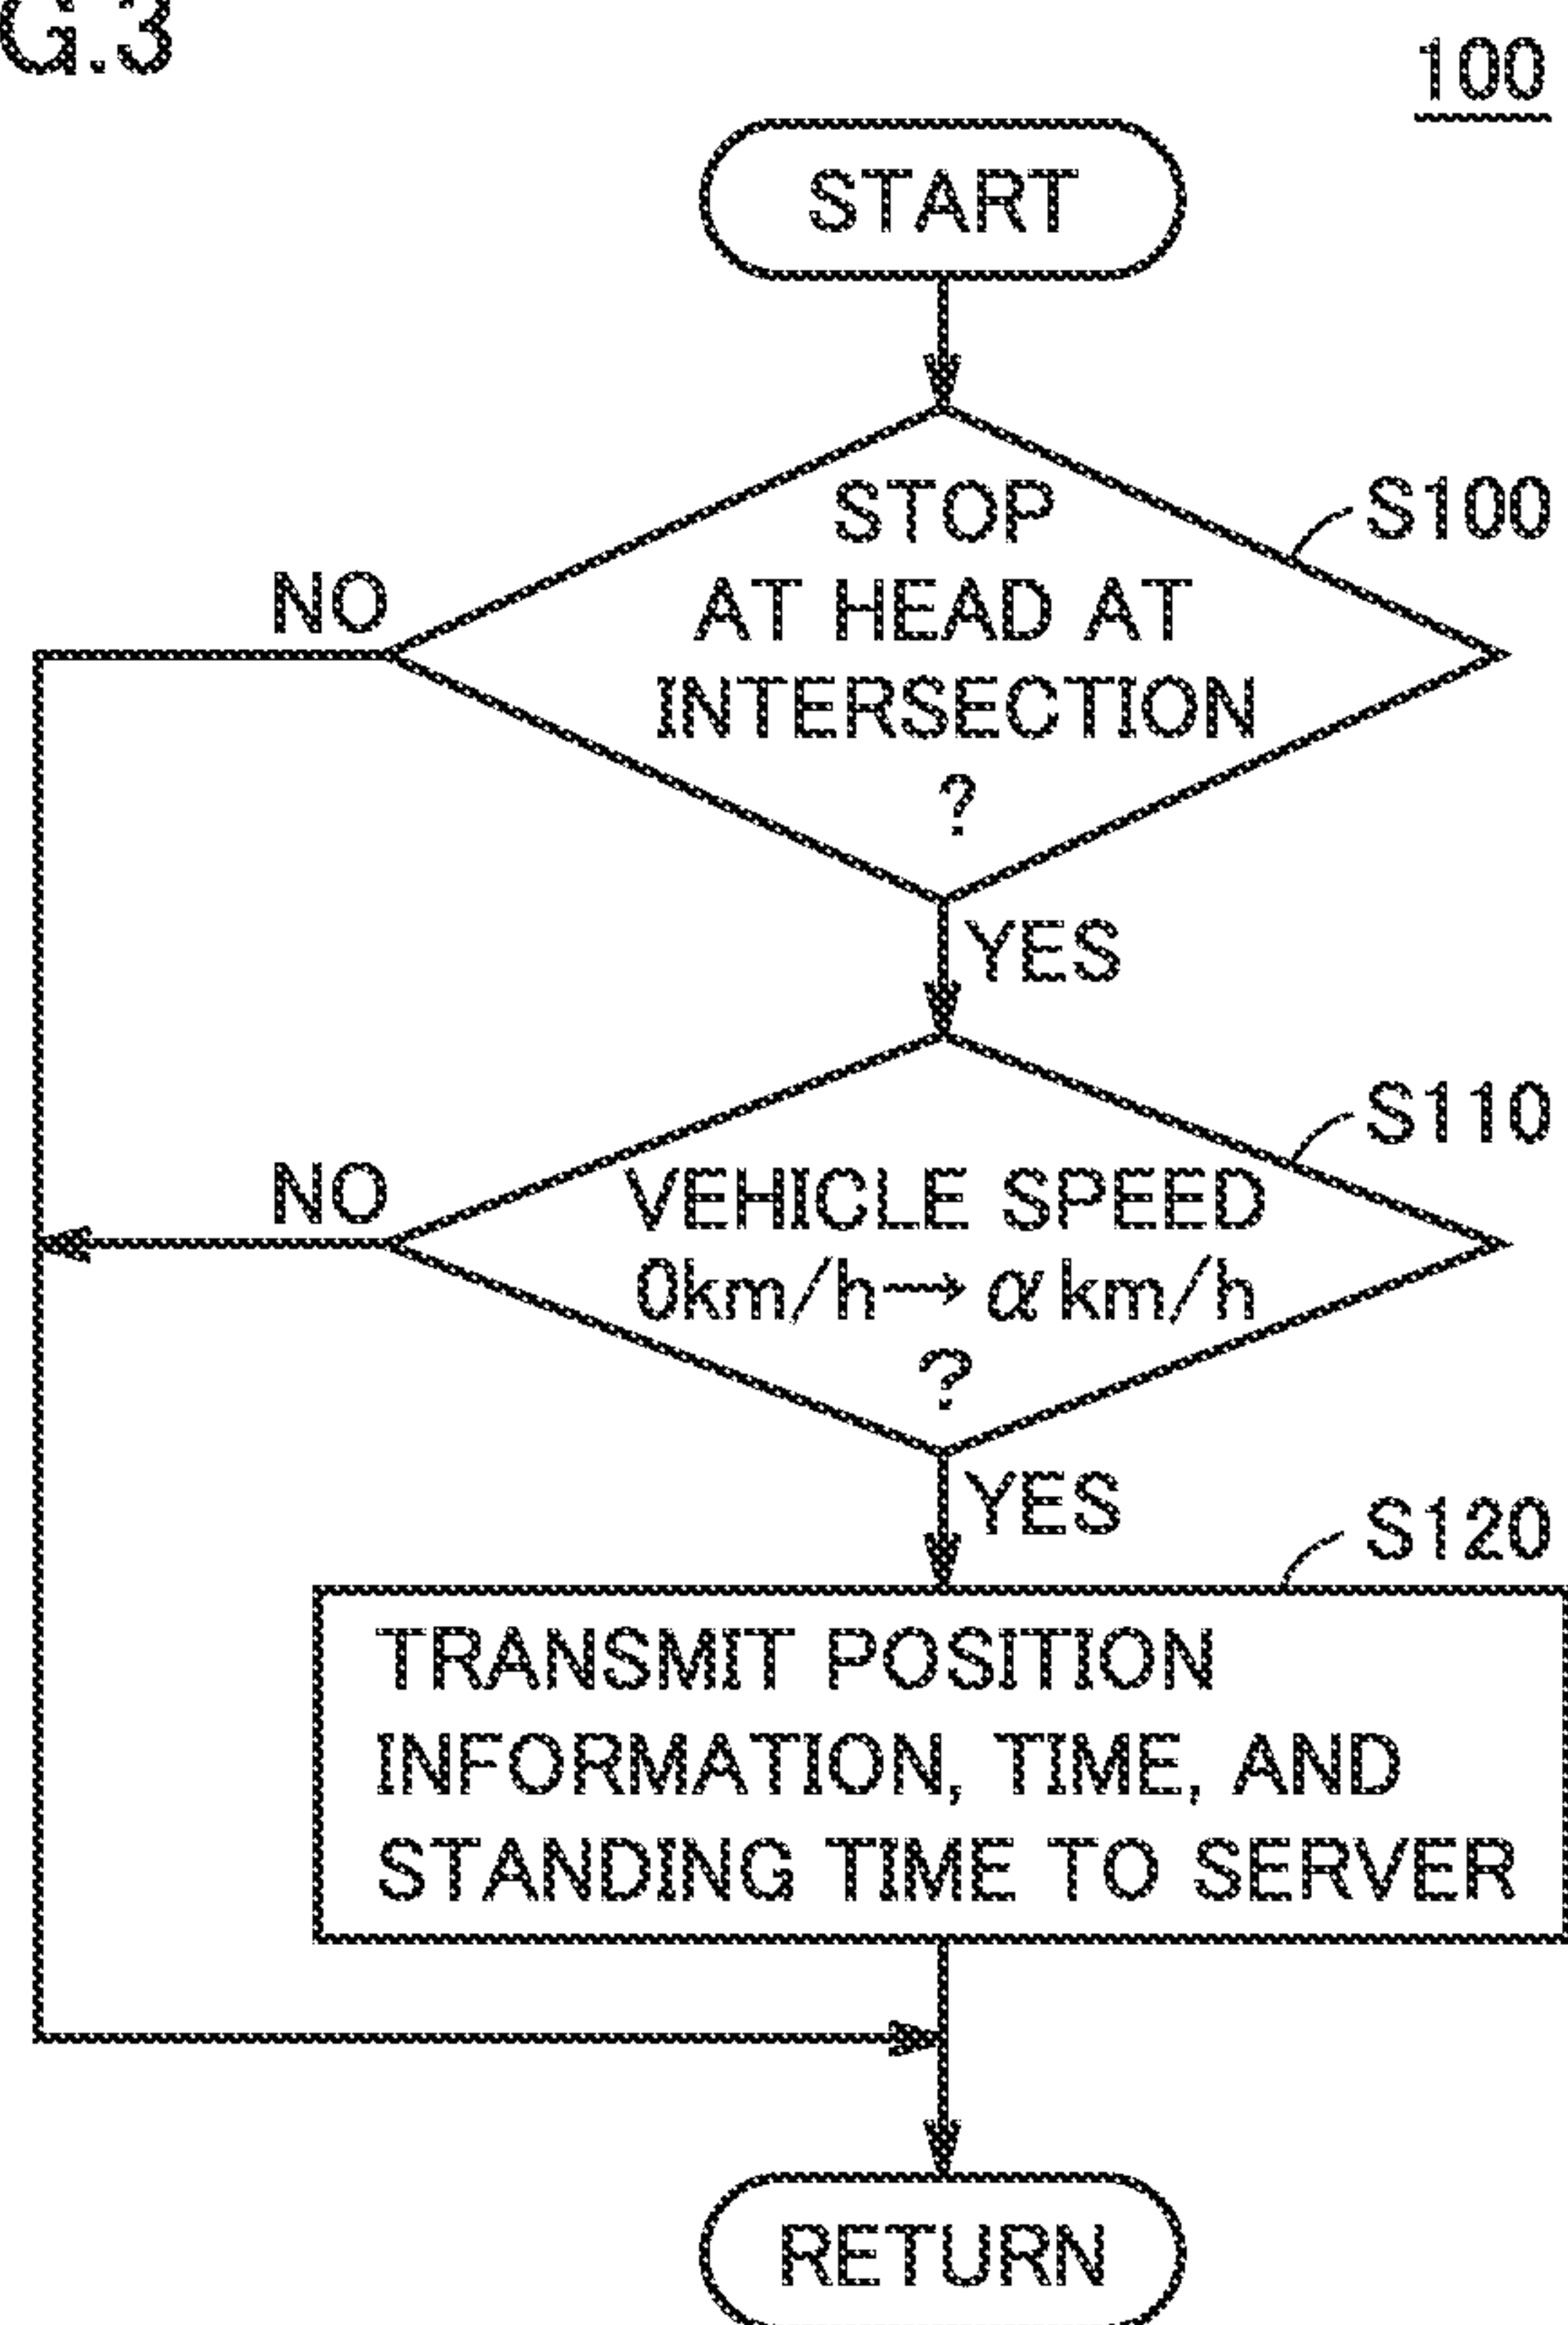 G.3
100
START
STOP
AT HEAD AT
INTERSECTION
?
S100
NO
YES
VEHICLE SPEED
0km/h→αkm/h
?
S110
NO
YES
S120
TRANSMIT POSITION
INFORMATION, TIME, AND
STANDING TIME TO SERVER
RETURN